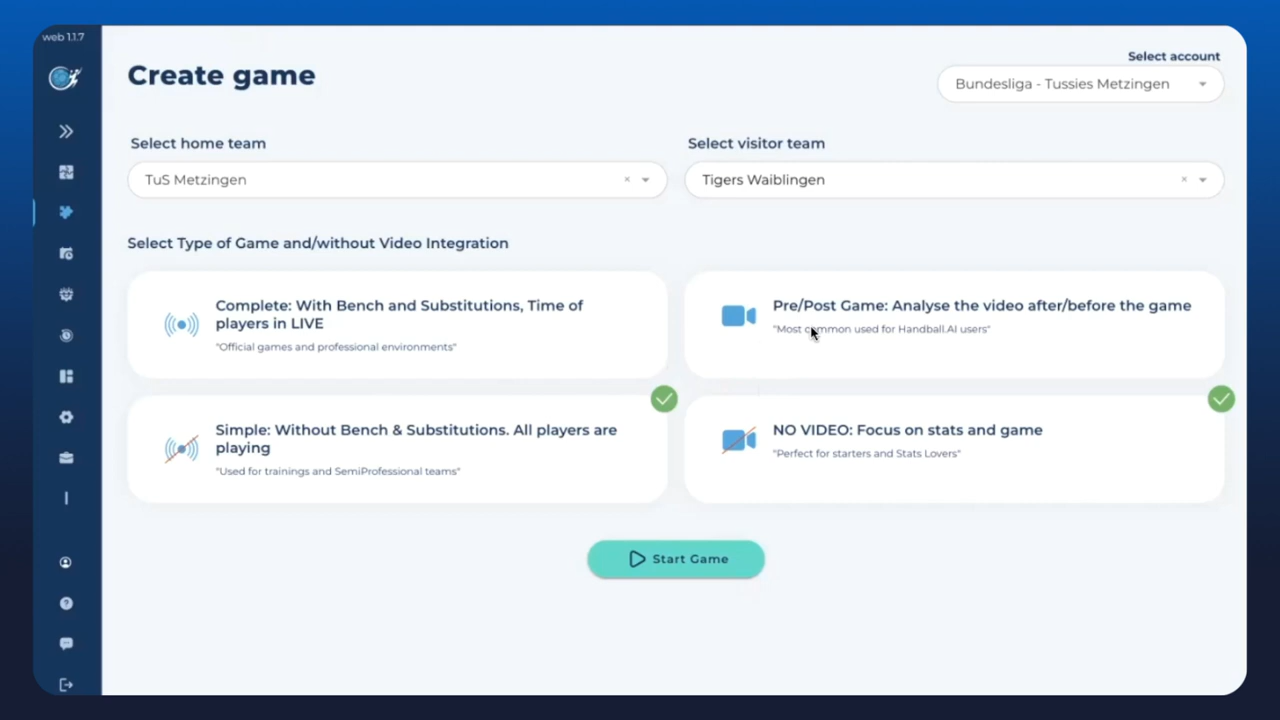 web 1.1.7
Create game
Select account
Bundesliga - Tussies Metzingen
Select home team
Select visitor team
TuS Metzingen
Tigers Waiblingen
Select Type of Game and/without Video Integration
Complete: With Bench and Substitutions, Time of
players in LIVE
"Official games and professional environments"
Pre/Post Game: Analyse the video after/before the game
"Most common used for Handball.AI users"
Simple: Without Bench & Substitutions. All players are
playing
"Used for trainings and SemiProfessional teams"
NO VIDEO: Focus on stats and game
"Perfect for starters and Stats Lovers"
Start Game